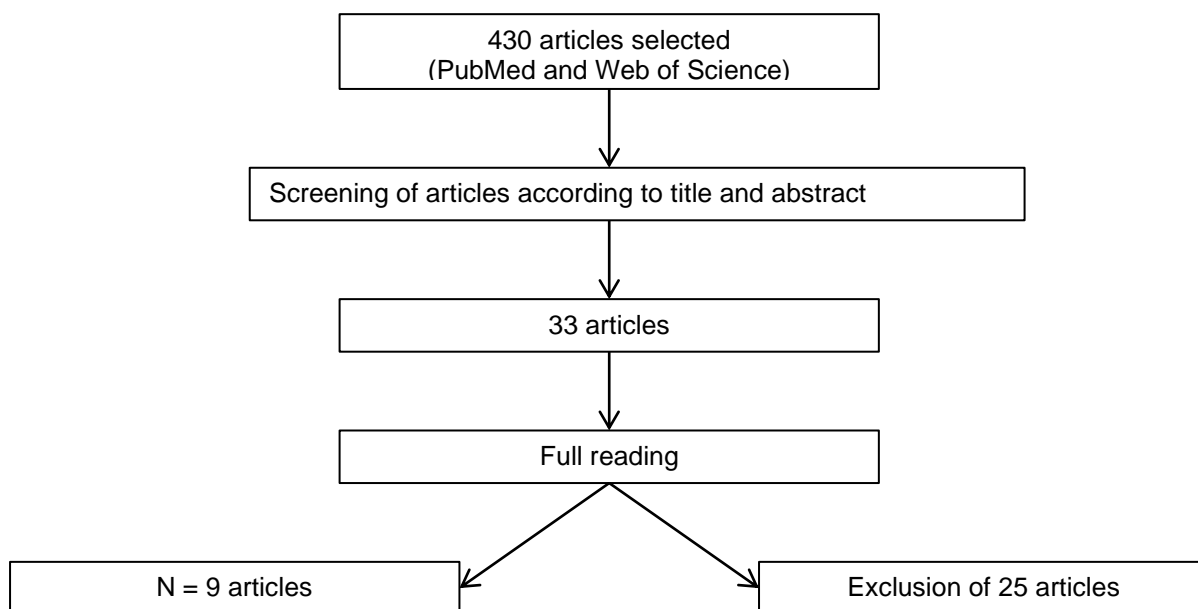 430 articles selected
(PubMed and Web of Science)
Screening of articles according to title and abstract
33 articles
Full reading
N = 9 articles
Exclusion of 25 articles